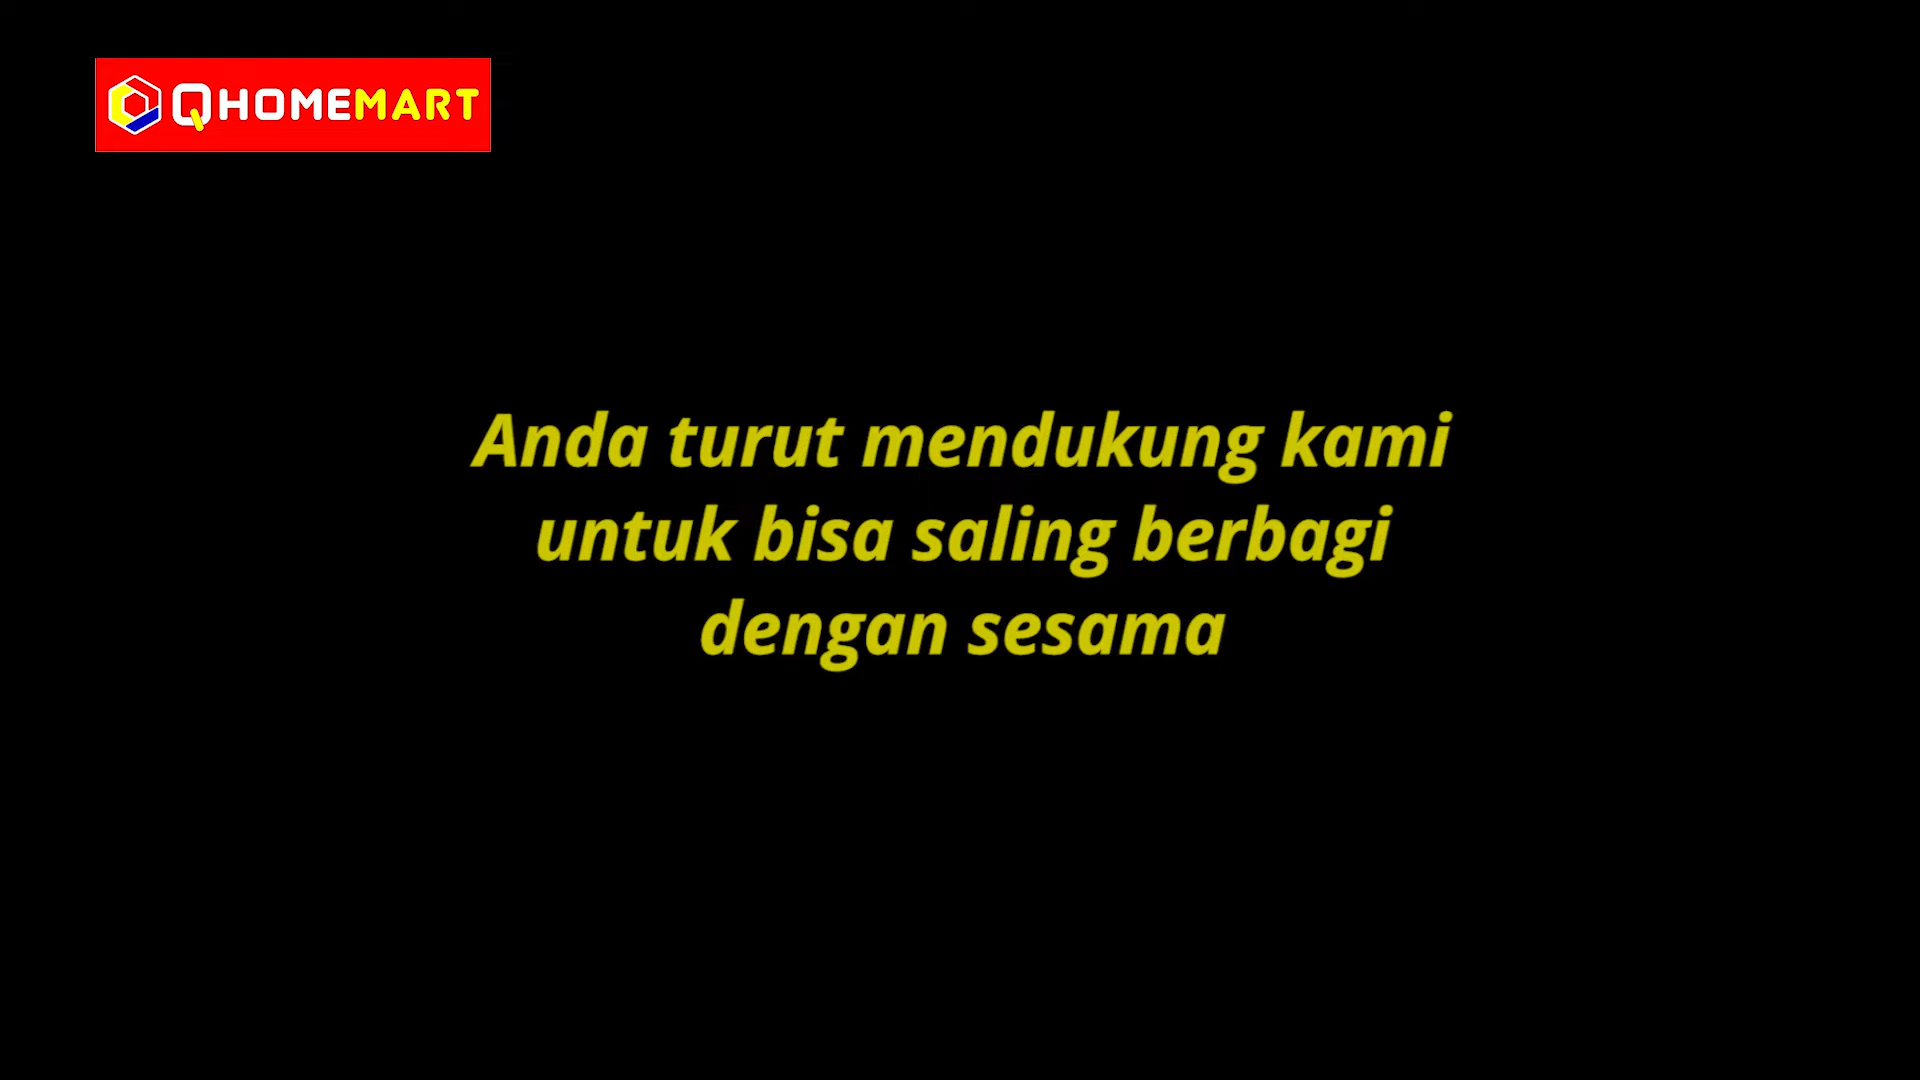 QHOMEMART
Anda turut mendukung kami
untuk bisa saling berbagi
dengan sesama